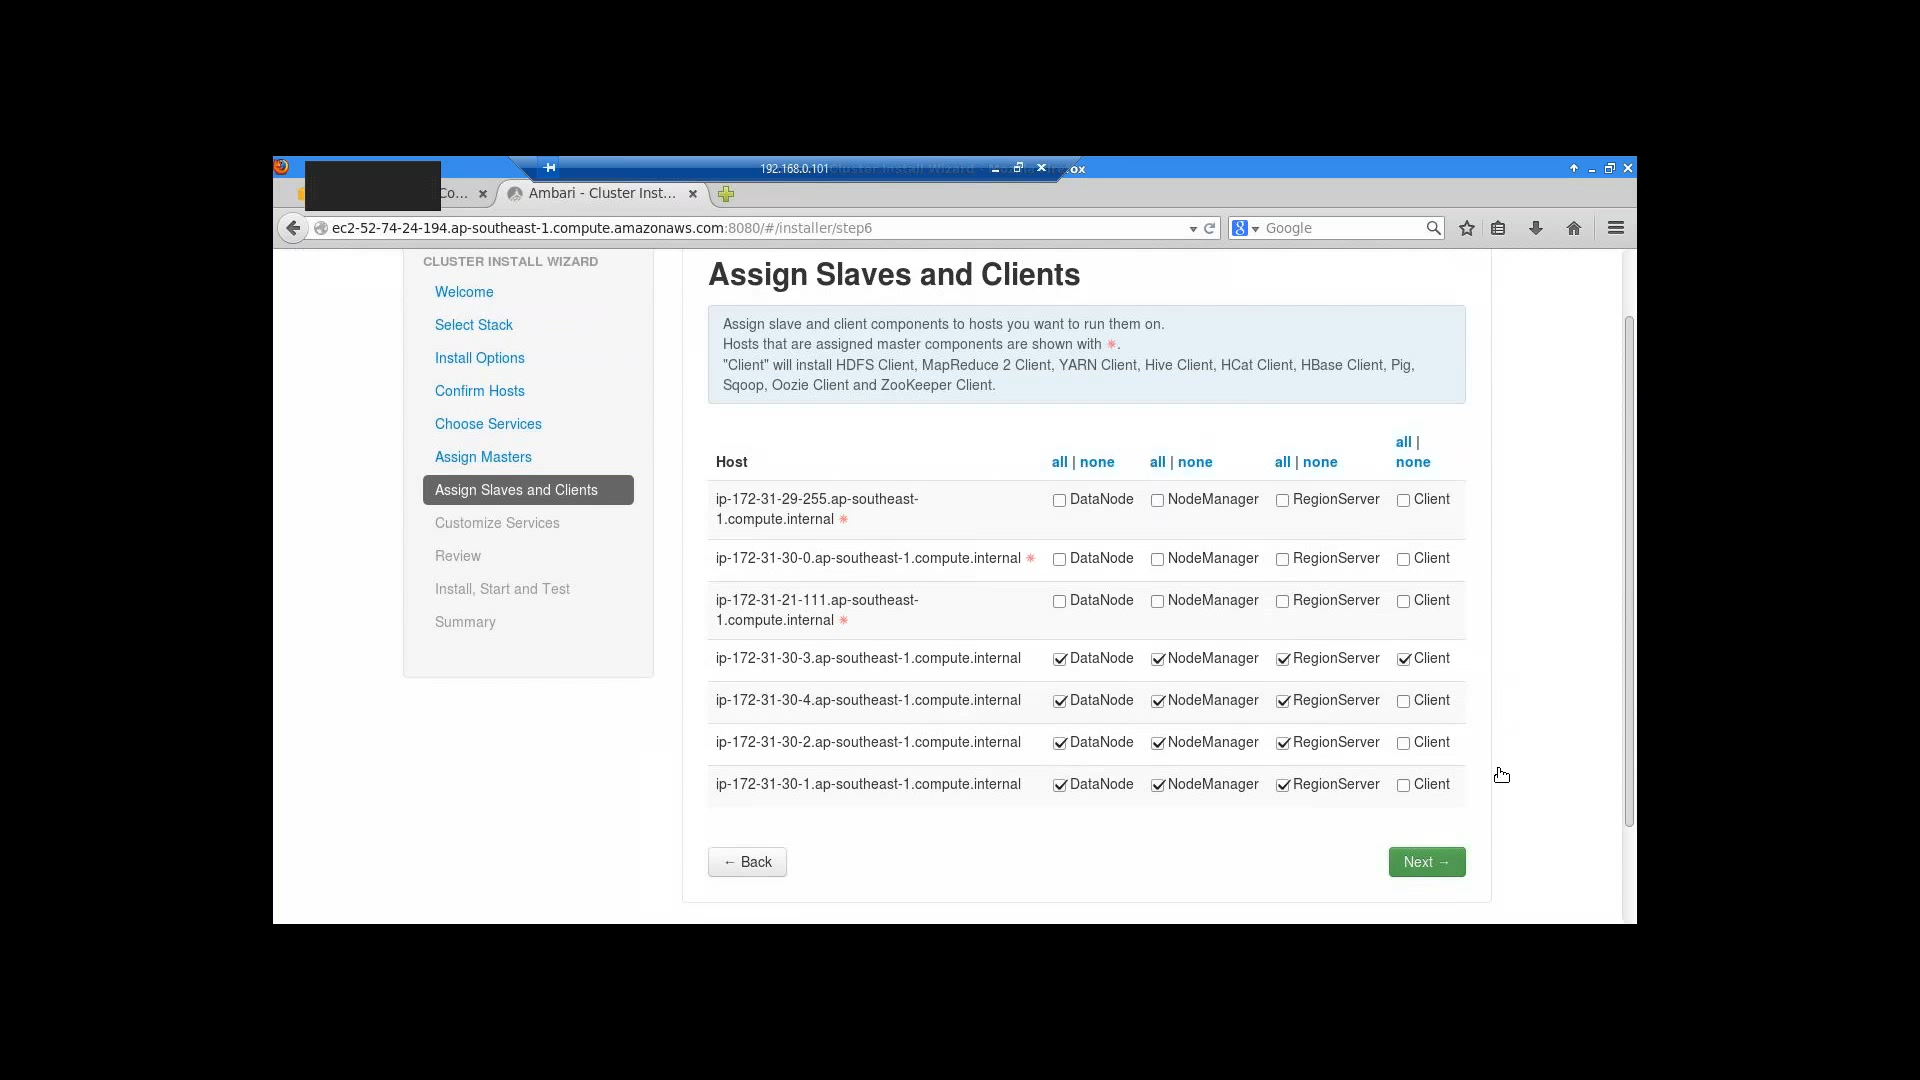 192.168.0.101
Co...
Ambari - Cluster Inst...
ec2-52-74-24-194.ap-southeast-1.compute.amazonaws.com:8080/#/installer/step6
Google
CLUSTER INSTALL WIZARD
Welcome
Select Stack
Install Options
Confirm Hosts
Choose Services
Assign Masters
Assign Slaves and Clients
Customize Services
Review
Install, Start and Test
Summary
Assign Slaves and Clients
Assign slave and client components to hosts you want to run them on.
Hosts that are assigned master components are shown with ✵.
"Client" will install HDFS Client, MapReduce 2 Client, YARN Client, Hive Client, HCat Client, HBase Client, Pig,
Sqoop, Oozie Client and ZooKeeper Client.
Host all | none all | none all | none all |
none
ip-172-31-29-255.ap-southeast- DataNode NodeManager RegionServer Client
1.compute.internal ✵
ip-172-31-30-0.ap-southeast-1.compute.internal ✵ DataNode NodeManager RegionServer Client
ip-172-31-21-111.ap-southeast- DataNode NodeManager RegionServer Client
1.compute.internal ✵
ip-172-31-30-3.ap-southeast-1.compute.internal DataNode NodeManager RegionServer Client
ip-172-31-30-4.ap-southeast-1.compute.internal DataNode NodeManager RegionServer Client
ip-172-31-30-2.ap-southeast-1.compute.internal DataNode NodeManager RegionServer Client
ip-172-31-30-1.ap-southeast-1.compute.internal DataNode NodeManager RegionServer Client
← Back
Next →